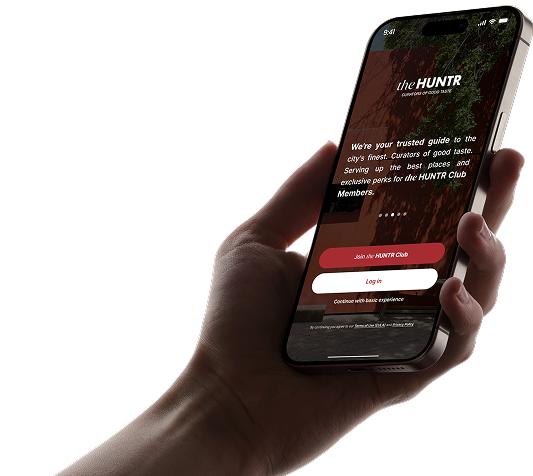 9:41
the HUNTR
CURATORS OF GOOD TASTE
We're your trusted guide to the
city's finest. Curators of good taste.
Serving up the best places and
exclusive perks for the HUNTR Club
Members.
Join the HUNTR Club
Log in
Continue with basic experience
By continuing you agree to our Terms of Use (EULA) and Privacy Policy